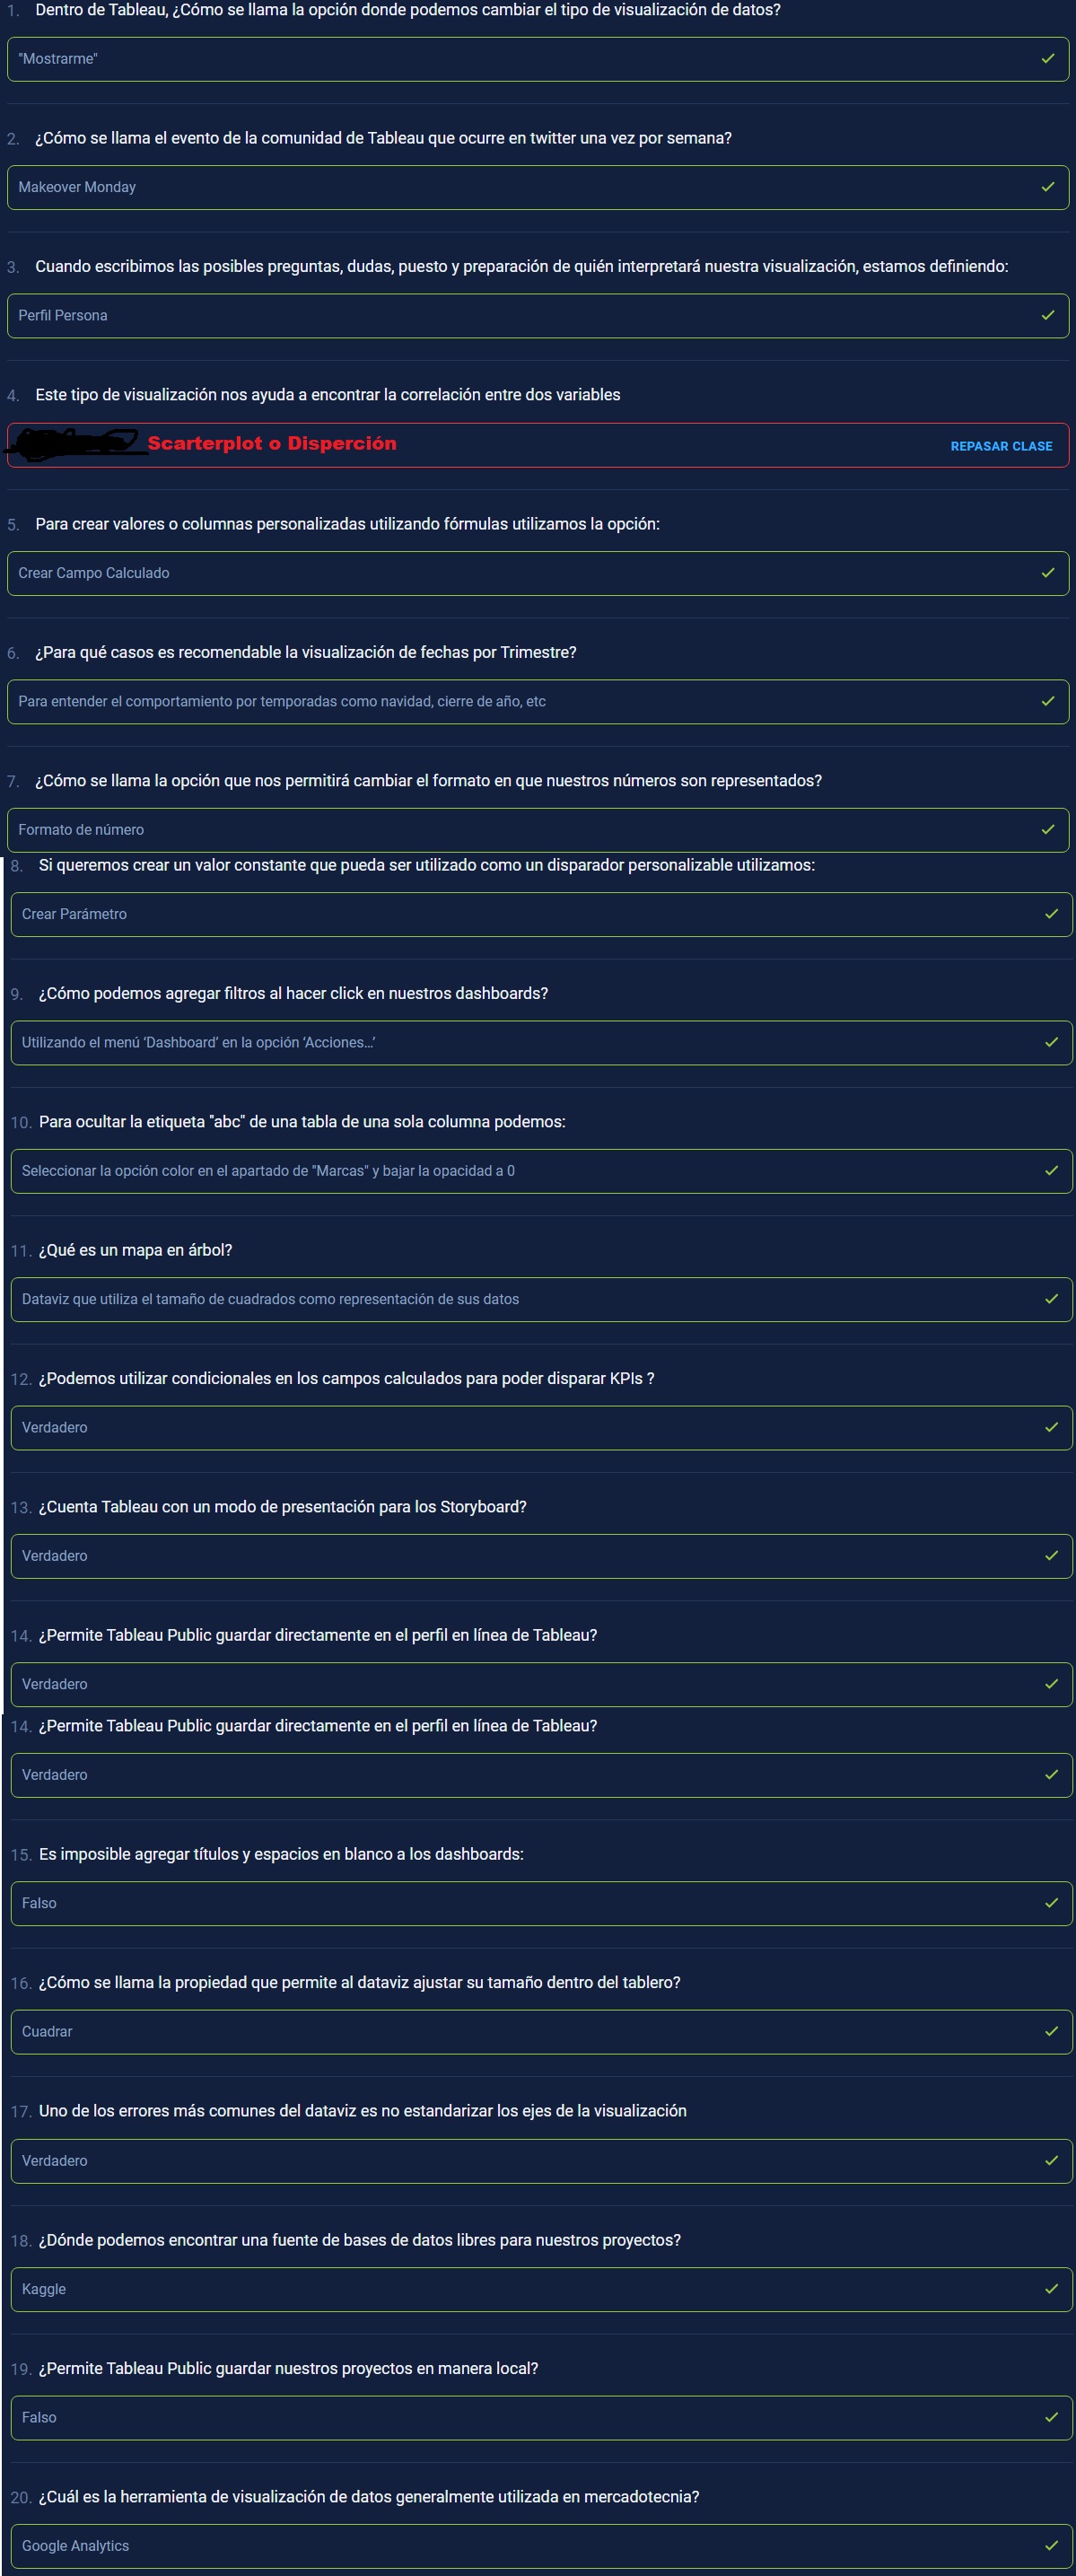 1. Dentro de Tableau, ¿Cómo se llama la opción donde podemos cambiar el tipo de visualización de datos?
"Mostrarme"
2. ¿Cómo se llama el evento de la comunidad de Tableau que ocurre en twitter una vez por semana?
Makeover Monday
3. Cuando escribimos las posibles preguntas, dudas, puesto y preparación de quién interpretará nuestra visualización, estamos definiendo:
Perfil Persona
4. Este tipo de visualización nos ayuda a encontrar la correlación entre dos variables
Scarterplot o Disperción REPASAR CLASE
5. Para crear valores o columnas personalizadas utilizando fórmulas utilizamos la opción:
Crear Campo Calculado
6. ¿Para qué casos es recomendable la visualización de fechas por Trimestre?
Para entender el comportamiento por temporadas como navidad, cierre de año, etc
7. ¿Cómo se llama la opción que nos permitirá cambiar el formato en que nuestros números son representados?
Formato de número
8. Si queremos crear un valor constante que pueda ser utilizado como un disparador personalizable utilizamos:
Crear Parámetro
9. ¿Cómo podemos agregar filtros al hacer click en nuestros dashboards?
Utilizando el menú ‘Dashboard’ en la opción ‘Acciones…’
10. Para ocultar la etiqueta "abc" de una tabla de una sola columna podemos:
Seleccionar la opción color en el apartado de "Marcas" y bajar la opacidad a 0
11. ¿Qué es un mapa en árbol?
Dataviz que utiliza el tamaño de cuadrados como representación de sus datos
12. ¿Podemos utilizar condicionales en los campos calculados para poder disparar KPIs ?
Verdadero
13. ¿Cuenta Tableau con un modo de presentación para los Storyboard?
Verdadero
14. ¿Permite Tableau Public guardar directamente en el perfil en línea de Tableau?
Verdadero
14. ¿Permite Tableau Public guardar directamente en el perfil en línea de Tableau?
Verdadero
15. Es imposible agregar títulos y espacios en blanco a los dashboards:
Falso
16. ¿Cómo se llama la propiedad que permite al dataviz ajustar su tamaño dentro del tablero?
Cuadrar
17. Uno de los errores más comunes del dataviz es no estandarizar los ejes de la visualización
Verdadero
18. ¿Dónde podemos encontrar una fuente de bases de datos libres para nuestros proyectos?
Kaggle
19. ¿Permite Tableau Public guardar nuestros proyectos en manera local?
Falso
20. ¿Cuál es la herramienta de visualización de datos generalmente utilizada en mercadotecnia?
Google Analytics